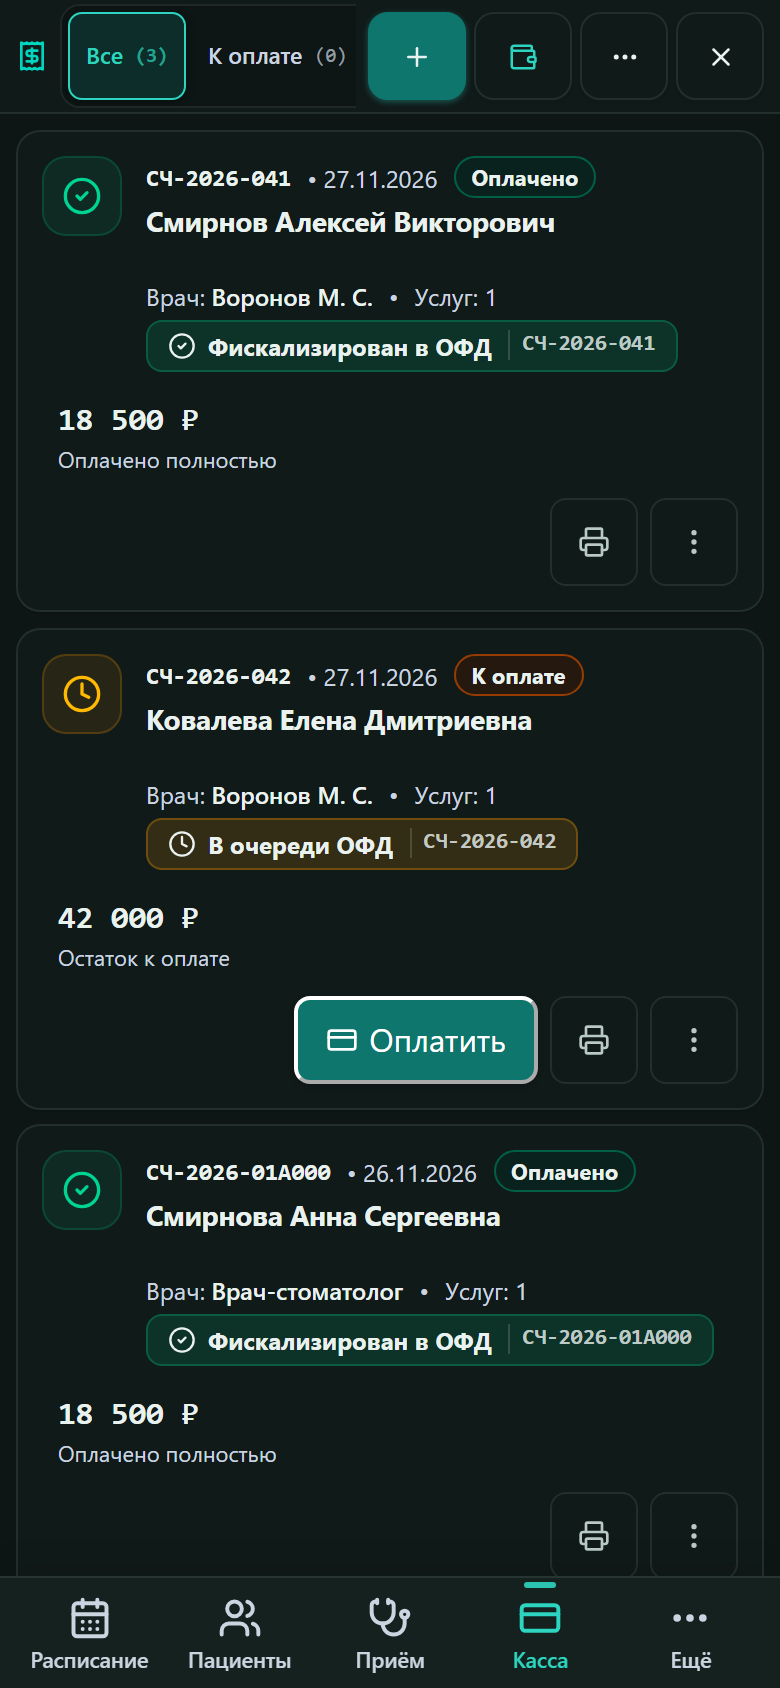 Все (3) К оплате (0)
СЧ-2026-041 • 27.11.2026 Оплачено
Смирнов Алексей Викторович
Врач: Воронов М. С. • Услуг: 1
Фискализирован в ОФД СЧ-2026-041
18 500 ₽
Оплачено полностью
СЧ-2026-042 • 27.11.2026 К оплате
Ковалева Елена Дмитриевна
Врач: Воронов М. С. • Услуг: 1
В очереди ОФД СЧ-2026-042
42 000 ₽
Остаток к оплате
Оплатить
СЧ-2026-01A000 • 26.11.2026 Оплачено
Смирнова Анна Сергеевна
Врач: Врач-стоматолог • Услуг: 1
Фискализирован в ОФД СЧ-2026-01A000
18 500 ₽
Оплачено полностью
Расписание Пациенты Приём Касса Ещё